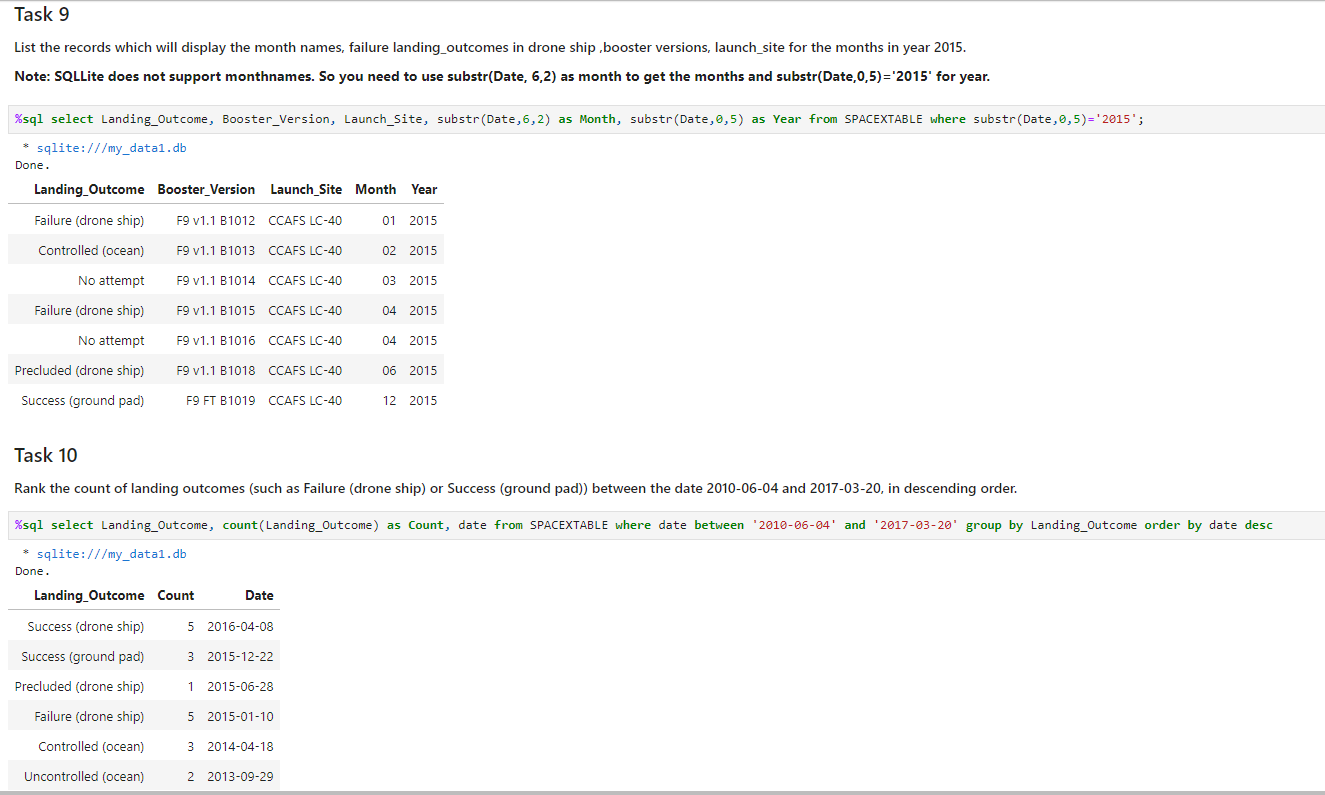 Task 9
List the records which will display the month names, failure landing_outcomes in drone ship ,booster versions, launch_site for the months in year 2015.
Note: SQLLite does not support monthnames. So you need to use substr(Date, 6,2) as month to get the months and substr(Date,0,5)='2015' for year.
%sql select Landing_Outcome, Booster_Version, Launch_Site, substr(Date,6,2) as Month, substr(Date,0,5) as Year from SPACEXTABLE where substr(Date,0,5)='2015';
* sqlite:///my_data1.db
Done.
Landing_Outcome Booster_Version Launch_Site Month Year
Failure (drone ship) F9 v1.1 B1012 CCAFS LC-40 01 2015
Controlled (ocean) F9 v1.1 B1013 CCAFS LC-40 02 2015
No attempt F9 v1.1 B1014 CCAFS LC-40 03 2015
Failure (drone ship) F9 v1.1 B1015 CCAFS LC-40 04 2015
No attempt F9 v1.1 B1016 CCAFS LC-40 04 2015
Precluded (drone ship) F9 v1.1 B1018 CCAFS LC-40 06 2015
Success (ground pad) F9 FT B1019 CCAFS LC-40 12 2015
Task 10
Rank the count of landing outcomes (such as Failure (drone ship) or Success (ground pad)) between the date 2010-06-04 and 2017-03-20, in descending order.
%sql select Landing_Outcome, count(Landing_Outcome) as Count, date from SPACEXTABLE where date between '2010-06-04' and '2017-03-20' group by Landing_Outcome order by date desc
* sqlite:///my_data1.db
Done.
Landing_Outcome Count Date
Success (drone ship) 5 2016-04-08
Success (ground pad) 3 2015-12-22
Precluded (drone ship) 1 2015-06-28
Failure (drone ship) 5 2015-01-10
Controlled (ocean) 3 2014-04-18
Uncontrolled (ocean) 2 2013-09-29